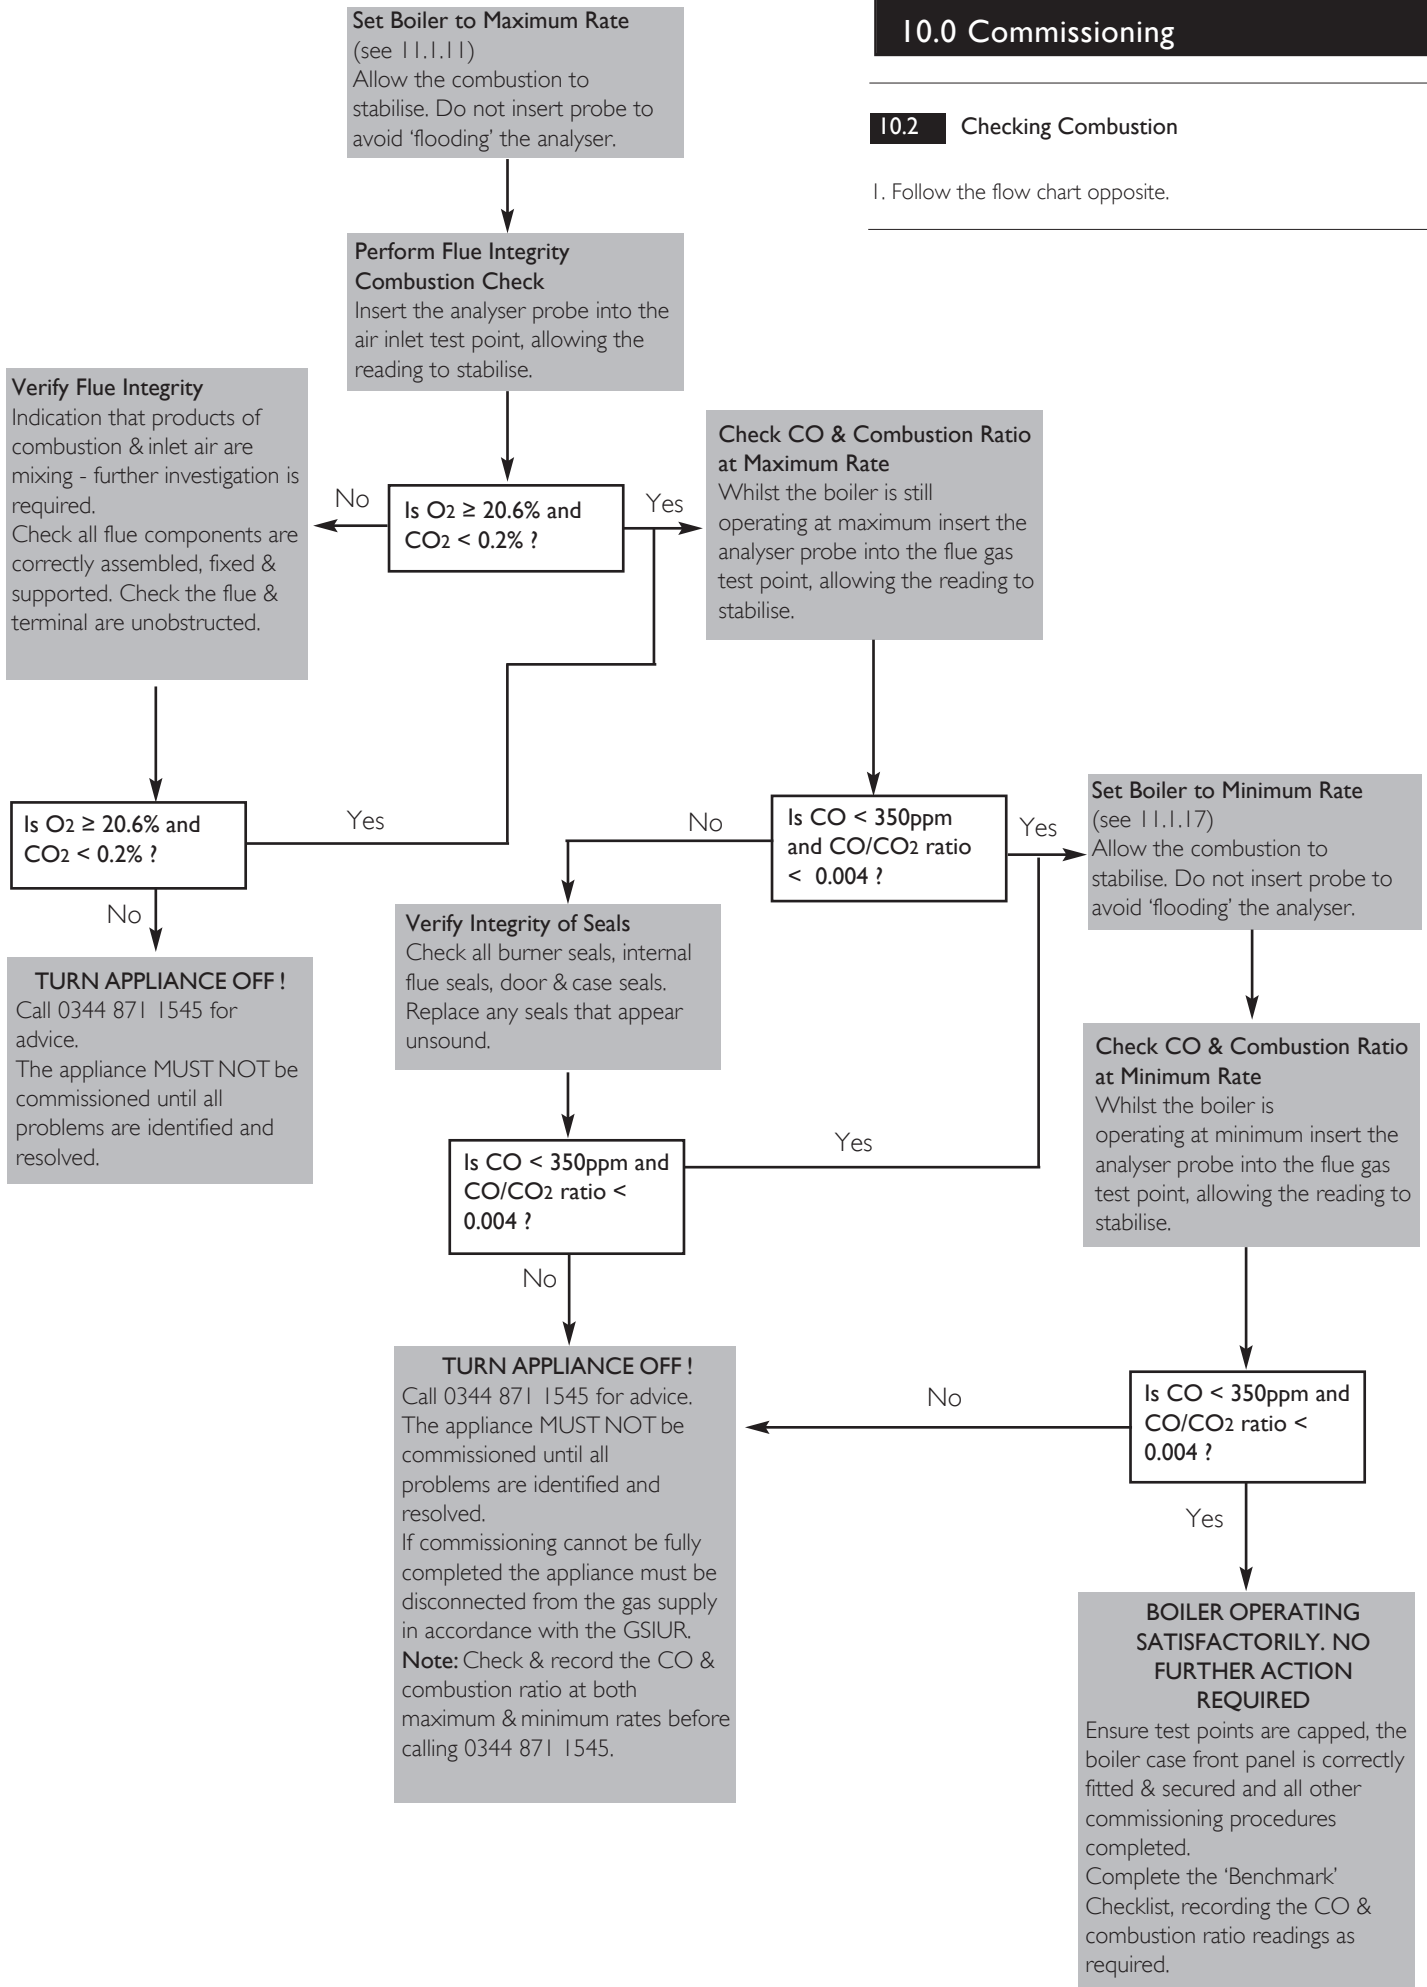 10.0 Commissioning
10.2 Checking Combustion
1. Follow the flow chart opposite.
Set Boiler to Maximum Rate
(see 11.1.11)
Allow the combustion to
stabilise. Do not insert probe to
avoid ‘flooding’ the analyser.
Perform Flue Integrity
Combustion Check
Insert the analyser probe into the
air inlet test point, allowing the
reading to stabilise.
Is O2 ≥ 20.6% and
CO2 < 0.2% ?
No
Yes
Verify Flue Integrity
Indication that products of
combustion & inlet air are
mixing - further investigation is
required.
Check all flue components are
correctly assembled, fixed &
supported. Check the flue &
terminal are unobstructed.
Is O2 ≥ 20.6% and
CO2 < 0.2% ?
Yes
No
TURN APPLIANCE OFF !
Call 0344 871 1545 for
advice.
The appliance MUST NOT be
commissioned until all
problems are identified and
resolved.
Check CO & Combustion Ratio
at Maximum Rate
Whilst the boiler is still
operating at maximum insert the
analyser probe into the flue gas
test point, allowing the reading to
stabilise.
Is CO < 350ppm
and CO/CO2 ratio
< 0.004 ?
No
Yes
Verify Integrity of Seals
Check all burner seals, internal
flue seals, door & case seals.
Replace any seals that appear
unsound.
Is CO < 350ppm and
CO/CO2 ratio <
0.004 ?
Yes
No
TURN APPLIANCE OFF !
Call 0344 871 1545 for advice.
The appliance MUST NOT be
commissioned until all
problems are identified and
resolved.
If commissioning cannot be fully
completed the appliance must be
disconnected from the gas supply
in accordance with the GSIUR.
Note: Check & record the CO &
combustion ratio at both
maximum & minimum rates before
calling 0344 871 1545.
Set Boiler to Minimum Rate
(see 11.1.17)
Allow the combustion to
stabilise. Do not insert probe to
avoid ‘flooding’ the analyser.
Check CO & Combustion Ratio
at Minimum Rate
Whilst the boiler is
operating at minimum insert the
analyser probe into the flue gas
test point, allowing the reading to
stabilise.
Is CO < 350ppm and
CO/CO2 ratio <
0.004 ?
No
Yes
BOILER OPERATING
SATISFACTORILY. NO
FURTHER ACTION
REQUIRED
Ensure test points are capped, the
boiler case front panel is correctly
fitted & secured and all other
commissioning procedures
completed.
Complete the ‘Benchmark’
Checklist, recording the CO &
combustion ratio readings as
required.